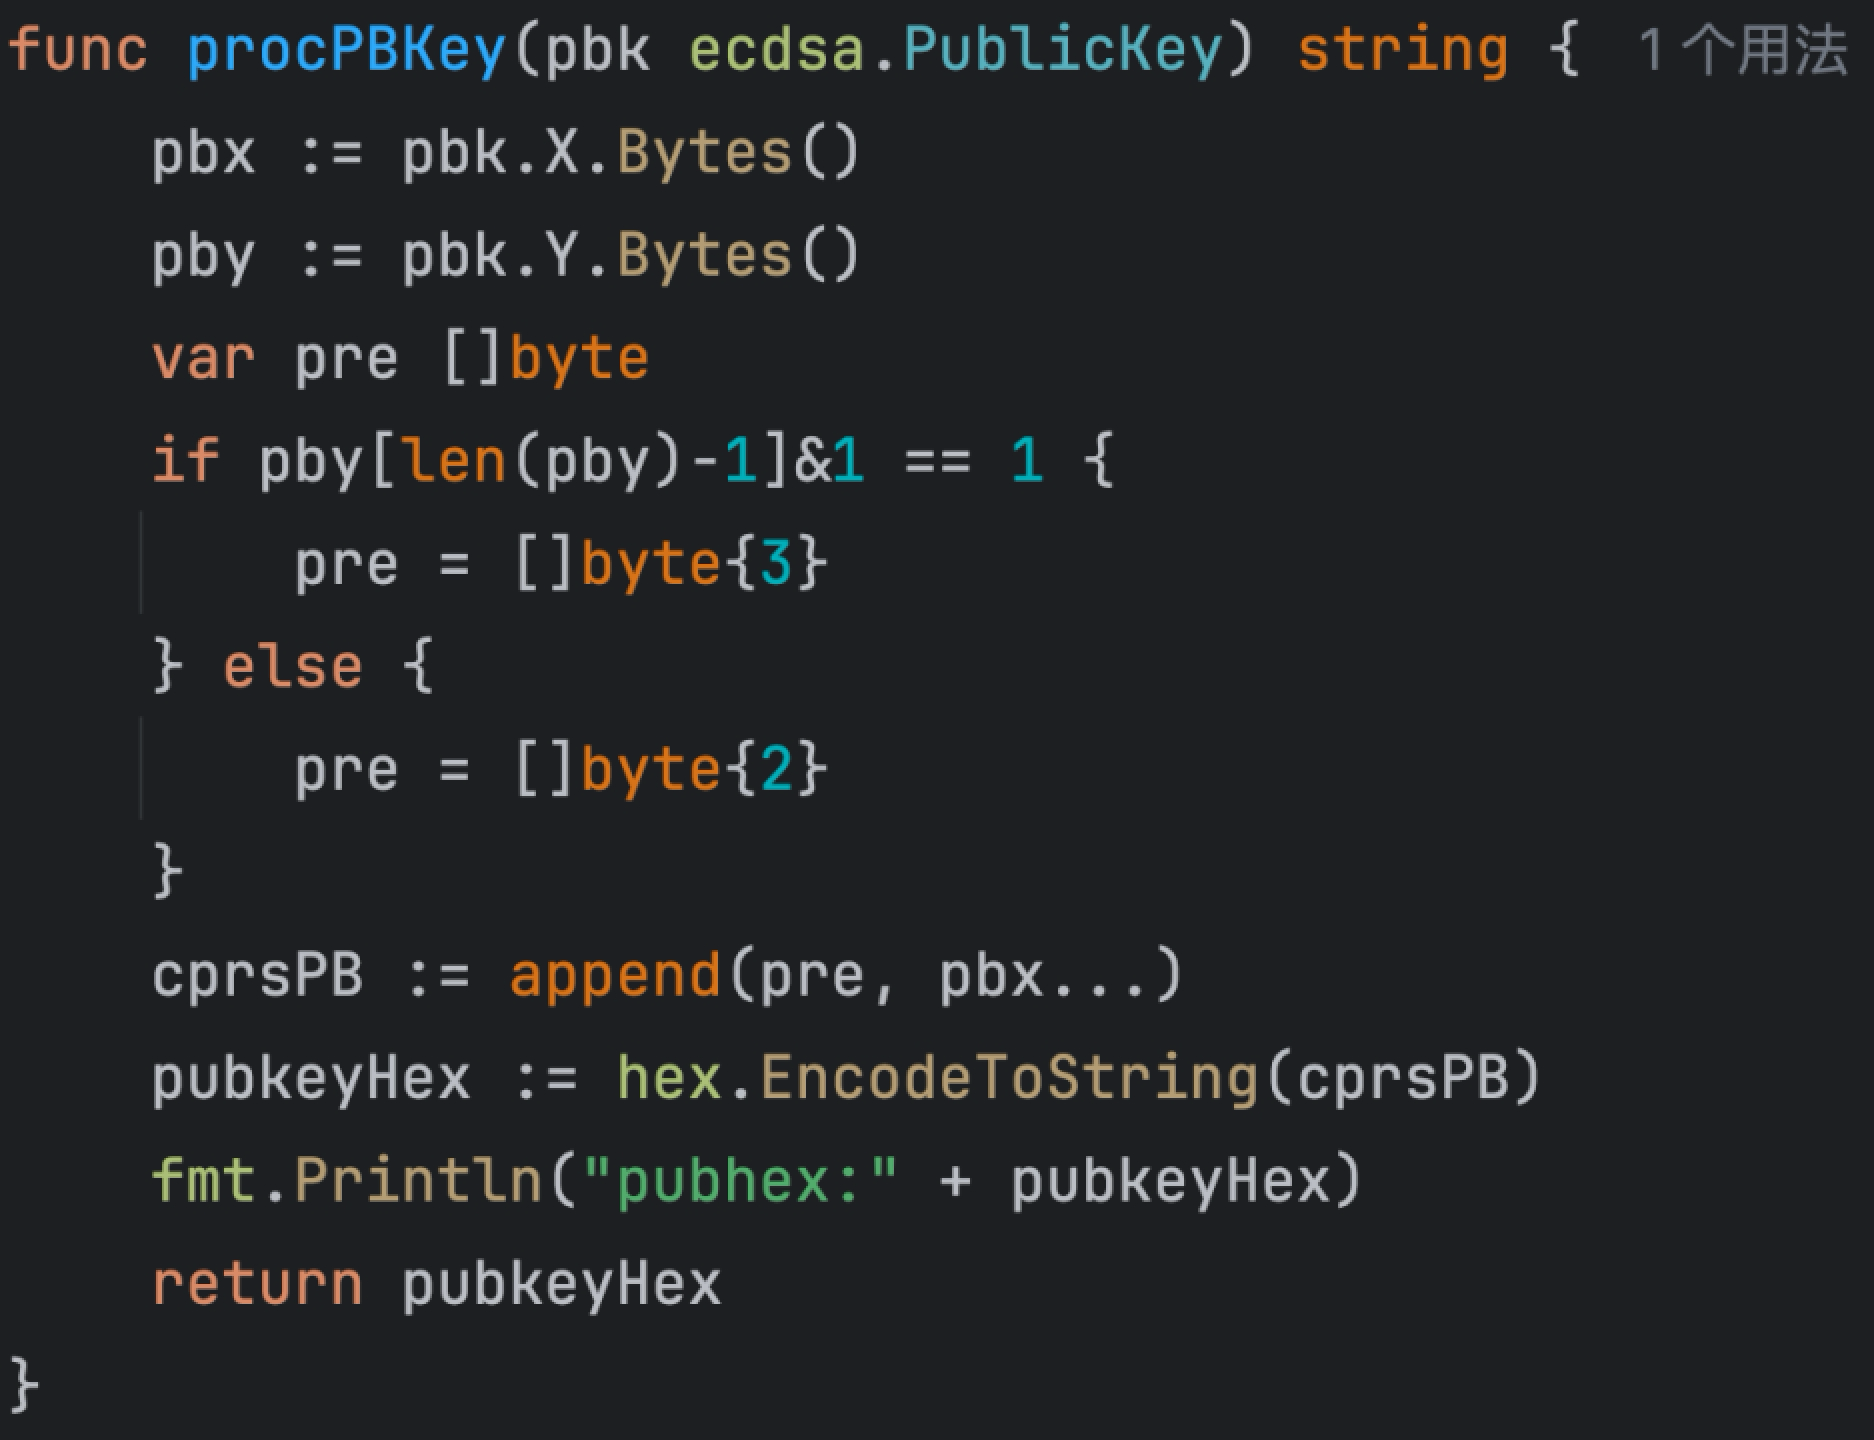 func procPBKey(pbk ecdsa.PublicKey) string {  1 个用法
    pbx := pbk.X.Bytes()
    pby := pbk.Y.Bytes()
    var pre []byte
    if pby[len(pby)-1]&1 == 1 {
        pre = []byte{3}
    } else {
        pre = []byte{2}
    }
    cprsPB := append(pre, pbx...)
    pubkeyHex := hex.EncodeToString(cprsPB)
    fmt.Println("pubhex:" + pubkeyHex)
    return pubkeyHex
}